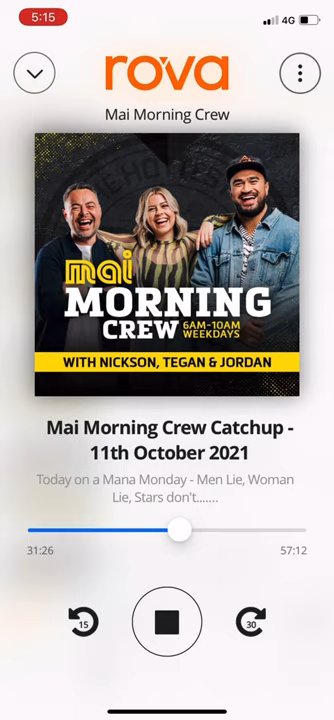 5:15
4G
rova
Mai Morning Crew
mai
MORNING
CREW 6AM-10AM
WEEKDAYS
WITH NICKSON, TEGAN & JORDAN
Mai Morning Crew Catchup -
11th October 2021
Today on a Mana Monday - Men Lie, Woman
Lie, Stars don't.......
31:26
57:12
15
30